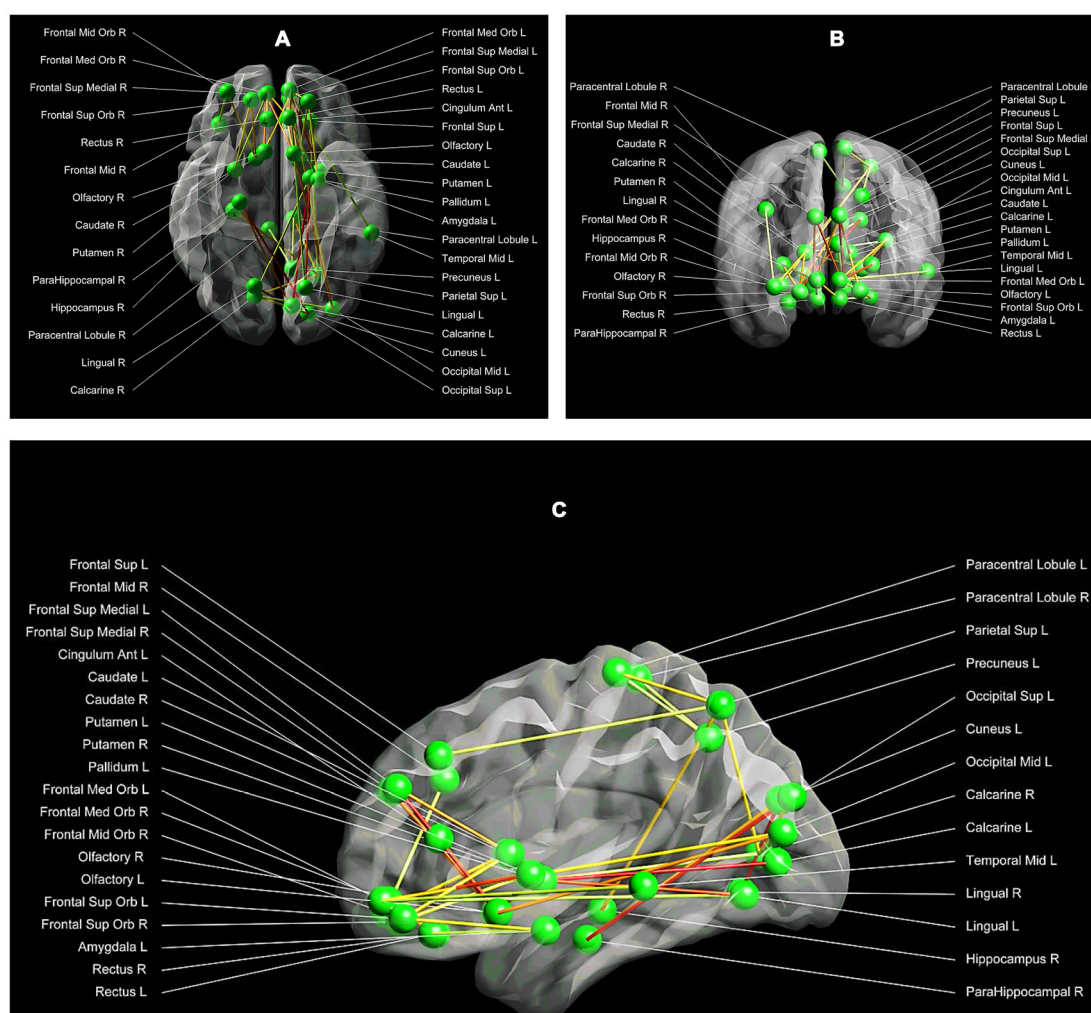 A
Frontal Mid Orb R
Frontal Med Orb R
Frontal Sup Medial R
Frontal Sup Orb R
Rectus R
Frontal Mid R
Olfactory R
Caudate R
Putamen R
ParaHippocampal R
Hippocampus R
Paracentral Lobule R
Lingual R
Calcarine R
Frontal Med Orb L
Frontal Sup Medial L
Frontal Sup Orb L
Rectus L
Cingulum Ant L
Frontal Sup L
Olfactory L
Caudate L
Putamen L
Pallidum L
Amygdala L
Paracentral Lobule L
Temporal Mid L
Precuneus L
Parietal Sup L
Lingual L
Calcarine L
Cuneus L
Occipital Mid L
Occipital Sup L
B
Paracentral Lobule R
Frontal Mid R
Frontal Sup Medial R
Caudate R
Calcarine R
Putamen R
Lingual R
Frontal Med Orb R
Hippocampus R
Frontal Mid Orb R
Olfactory R
Frontal Sup Orb R
Rectus R
ParaHippocampal R
Paracentral Lobule
Parietal Sup L
Precuneus L
Frontal Sup L
Frontal Sup Medial
Occipital Sup L
Cuneus L
Occipital Mid L
Cingulum Ant L
Caudate L
Calcarine L
Putamen L
Pallidum L
Temporal Mid L
Lingual L
Frontal Med Orb L
Olfactory L
Frontal Sup Orb L
Amygdala L
Rectus L
C
Frontal Sup L
Frontal Mid R
Frontal Sup Medial L
Frontal Sup Medial R
Cingulum Ant L
Caudate L
Caudate R
Putamen L
Putamen R
Pallidum L
Frontal Med Orb L
Frontal Med Orb R
Frontal Mid Orb R
Olfactory R
Olfactory L
Frontal Sup Orb L
Frontal Sup Orb R
Amygdala L
Rectus R
Rectus L
Paracentral Lobule L
Paracentral Lobule R
Parietal Sup L
Precuneus L
Occipital Sup L
Cuneus L
Occipital Mid L
Calcarine R
Calcarine L
Temporal Mid L
Lingual R
Lingual L
Hippocampus R
ParaHippocampal R